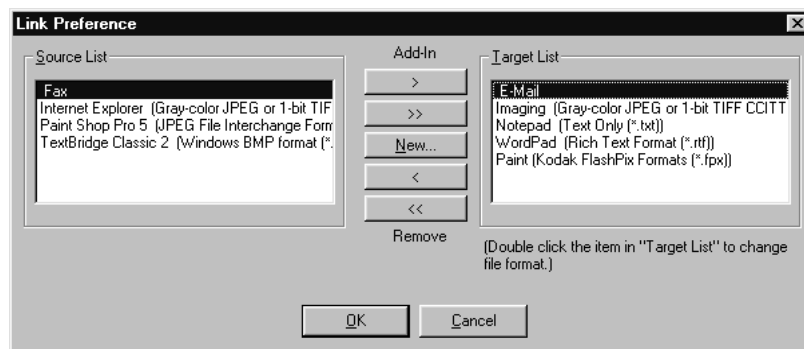 Link Preference
Source List
Fax
Internet Explorer (Gray-color JPEG or 1-bit TIF
Paint Shop Pro 5 (JPEG File Interchange Form
TextBridge Classic 2 (Windows BMP format (*.
Add-In
>
>>
New...
<
<<
Remove
Target List
E-Mail
Imaging (Gray-color JPEG or 1-bit TIFF CCITT
Notepad (Text Only (*.txt))
WordPad (Rich Text Format (*.rtf))
Paint (Kodak FlashPix Formats (*.fpx))
(Double click the item in "Target List" to change
file format.)
OK
Cancel